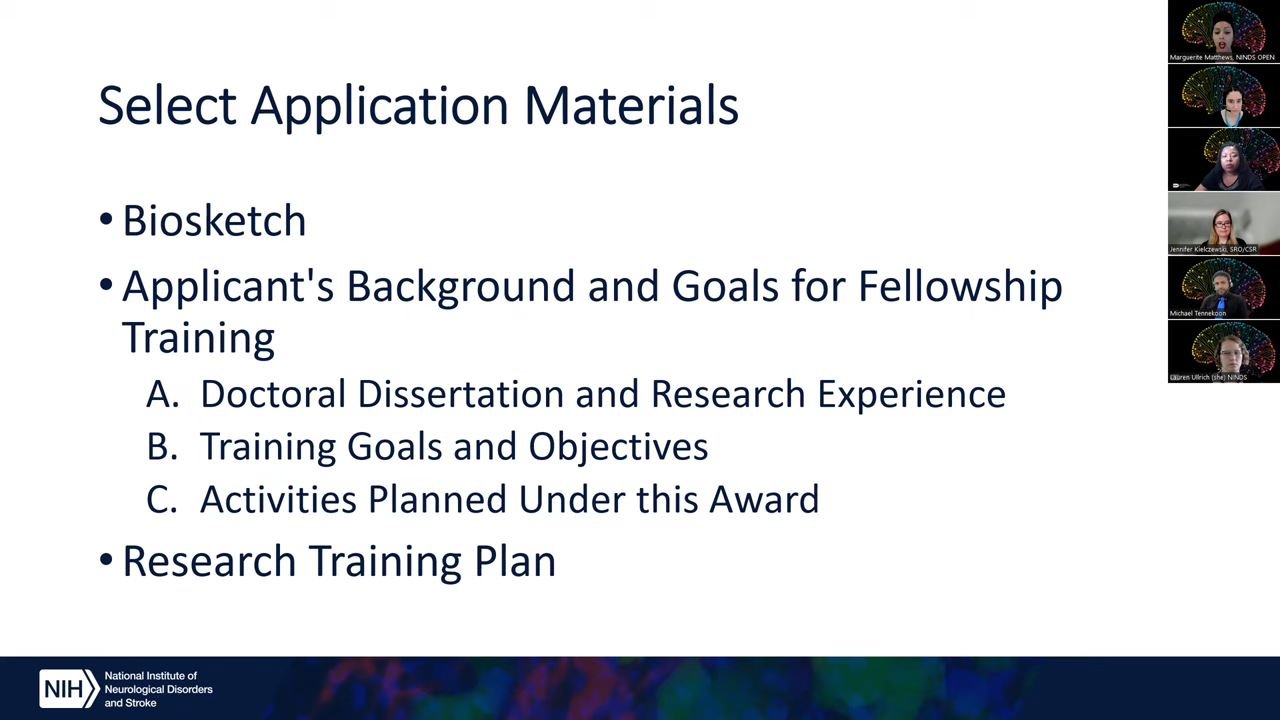 Select Application Materials
• Biosketch
• Applicant's Background and Goals for Fellowship
Training
A. Doctoral Dissertation and Research Experience
B. Training Goals and Objectives
C. Activities Planned Under this Award
• Research Training Plan
NIH
National Institute of
Neurological Disorders
and Stroke
Marguerite Matthews, NINDS OPEN
Jennifer Kielczewski, SRO/CSR
Michael Tennekoon
Lauren Ullrich (she) NINDS